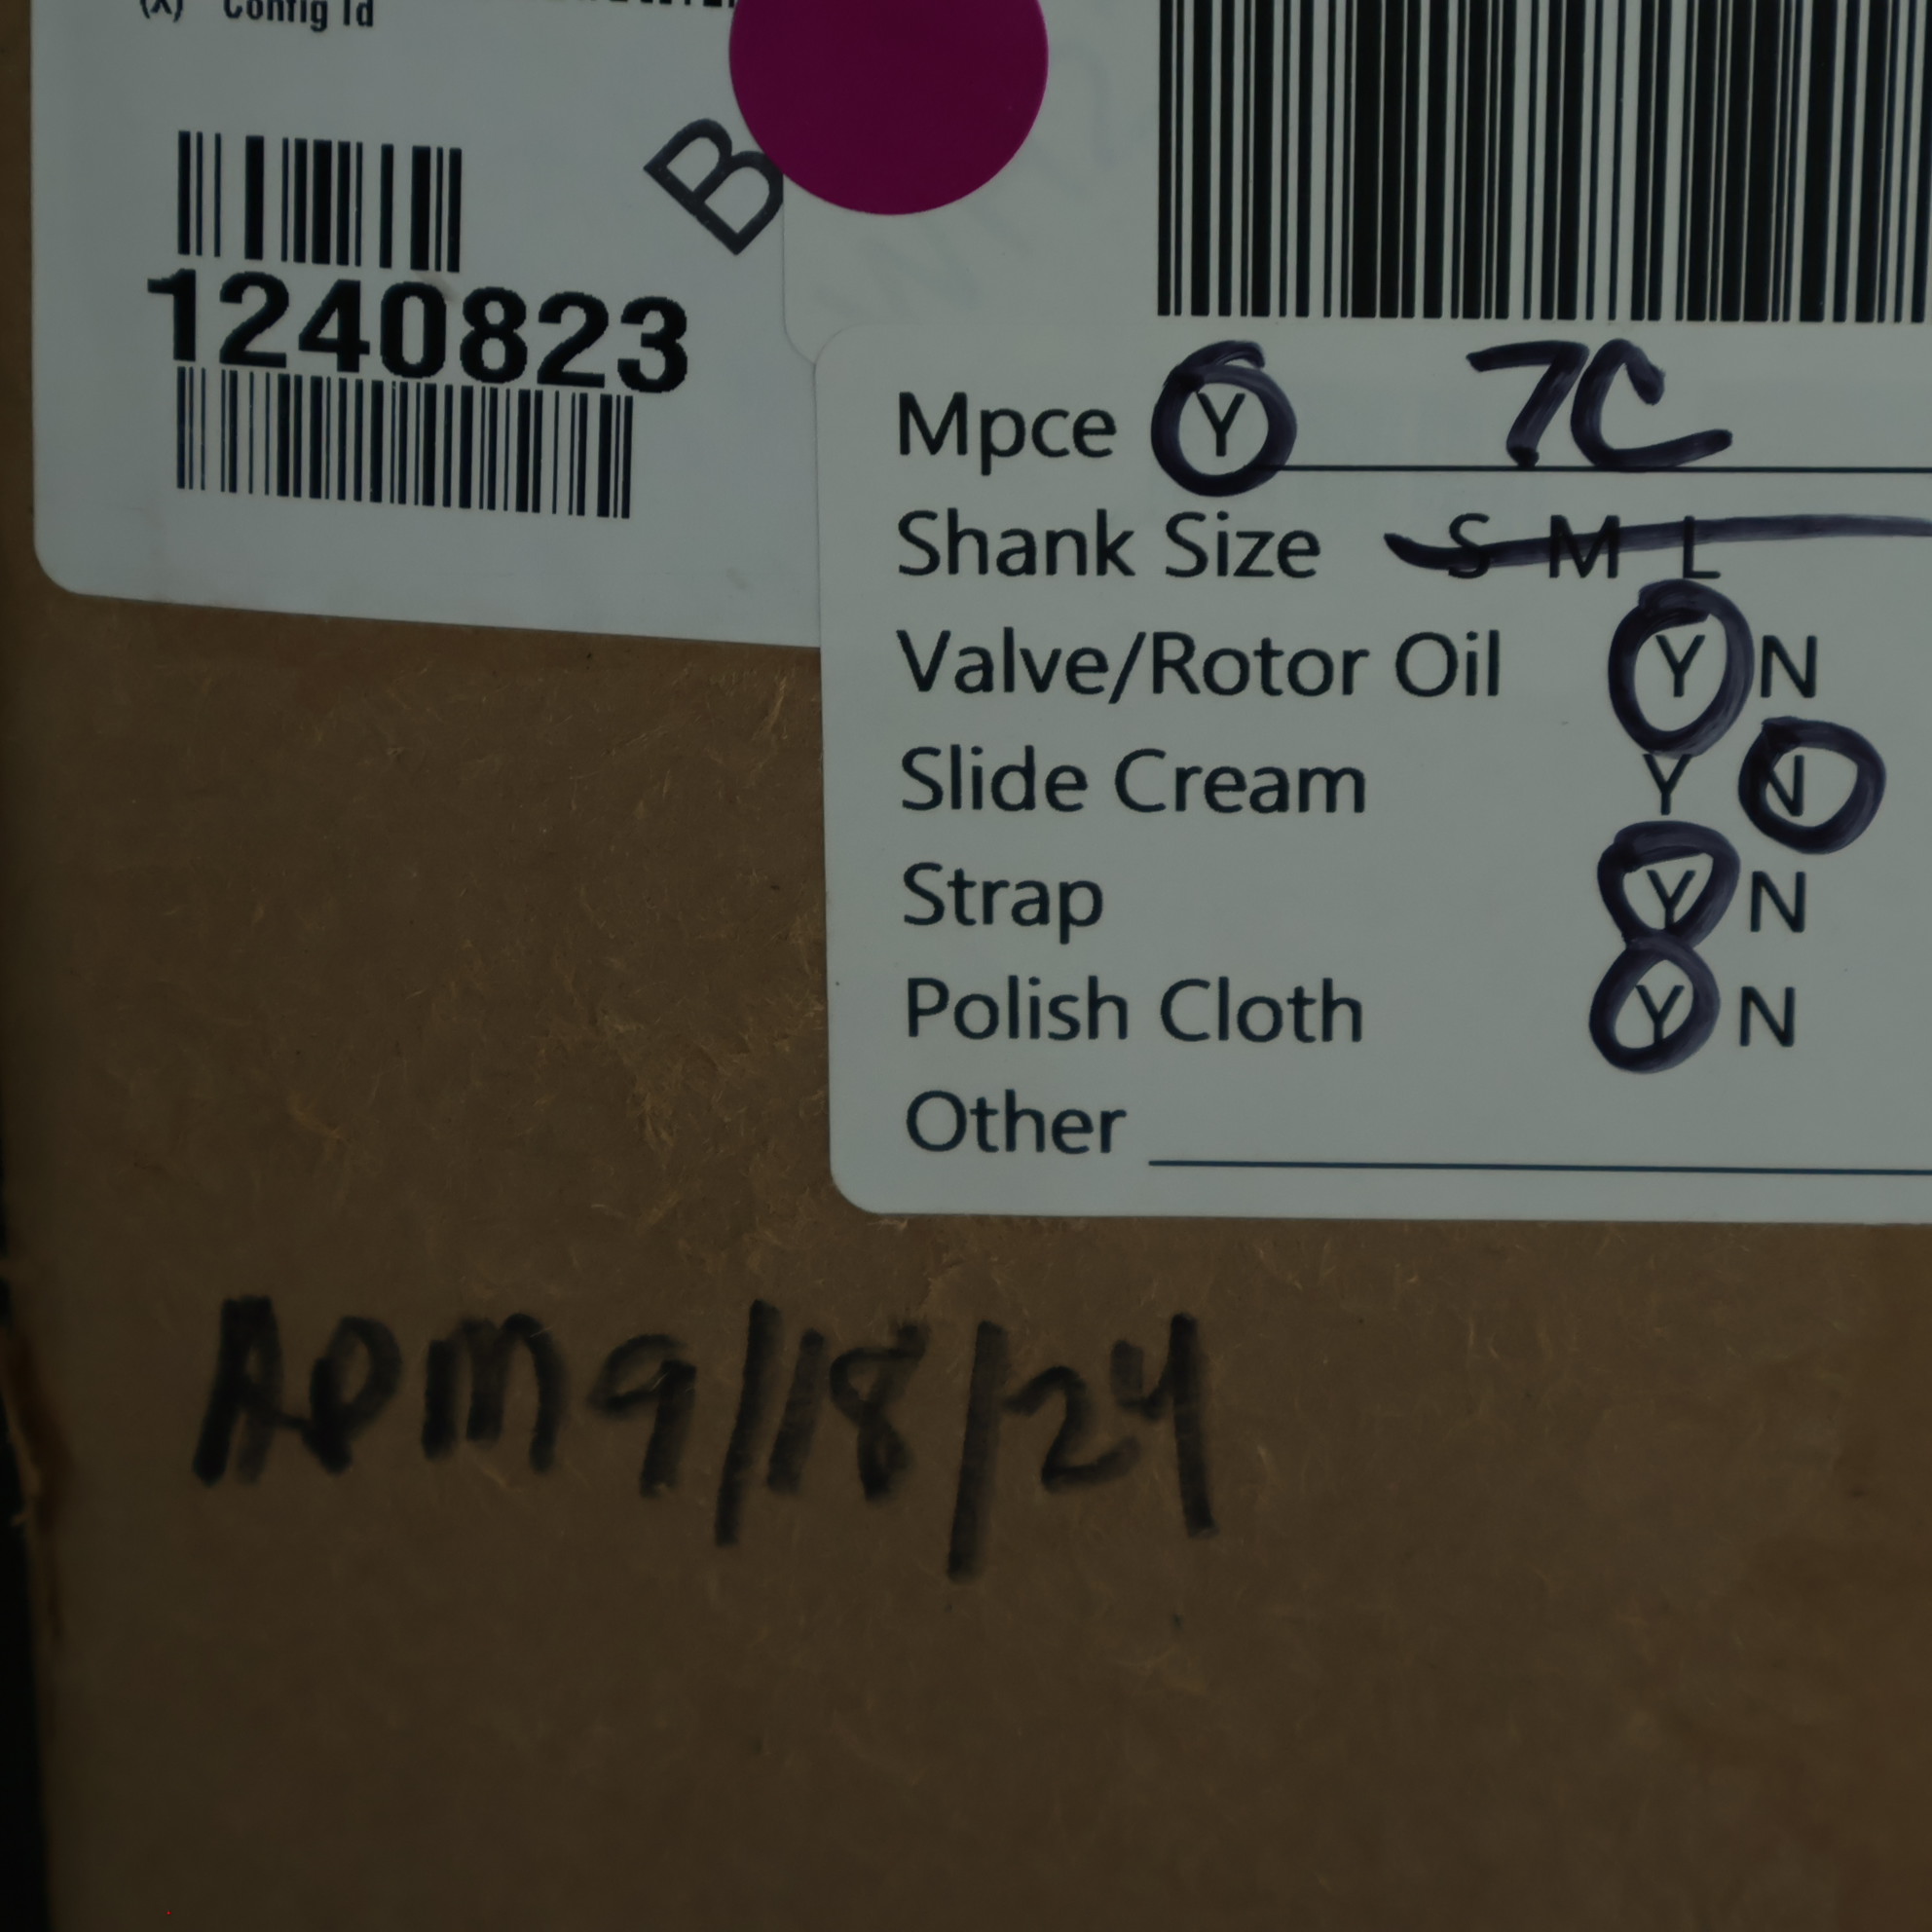 (X) Config Id
B
1240823
Mpce Y 7C
Shank Size S M L
Valve/Rotor Oil Y N
Slide Cream Y N
Strap Y N
Polish Cloth Y N
Other
ADM 9/18/24